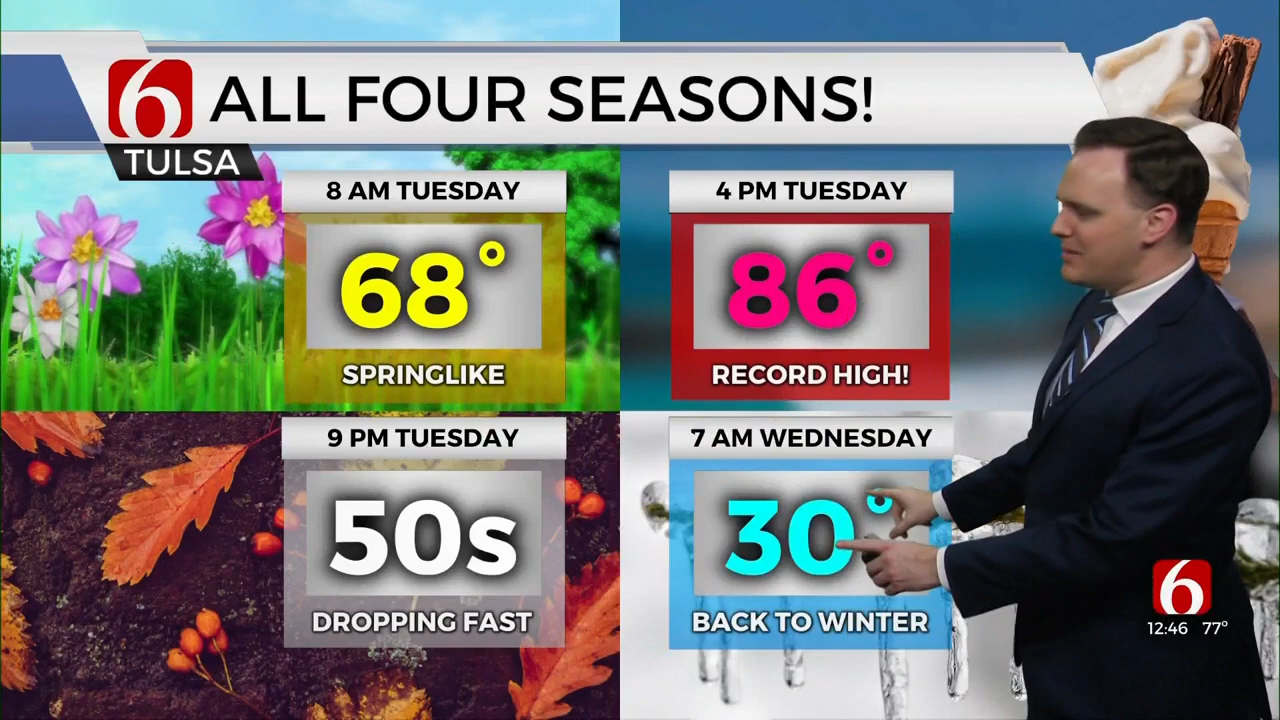 6 ALL FOUR SEASONS!
TULSA
8 AM TUESDAY
68°
SPRINGLIKE
4 PM TUESDAY
86°
RECORD HIGH!
9 PM TUESDAY
50s
DROPPING FAST
7 AM WEDNESDAY
30°
BACK TO WINTER
6
12:46 77°